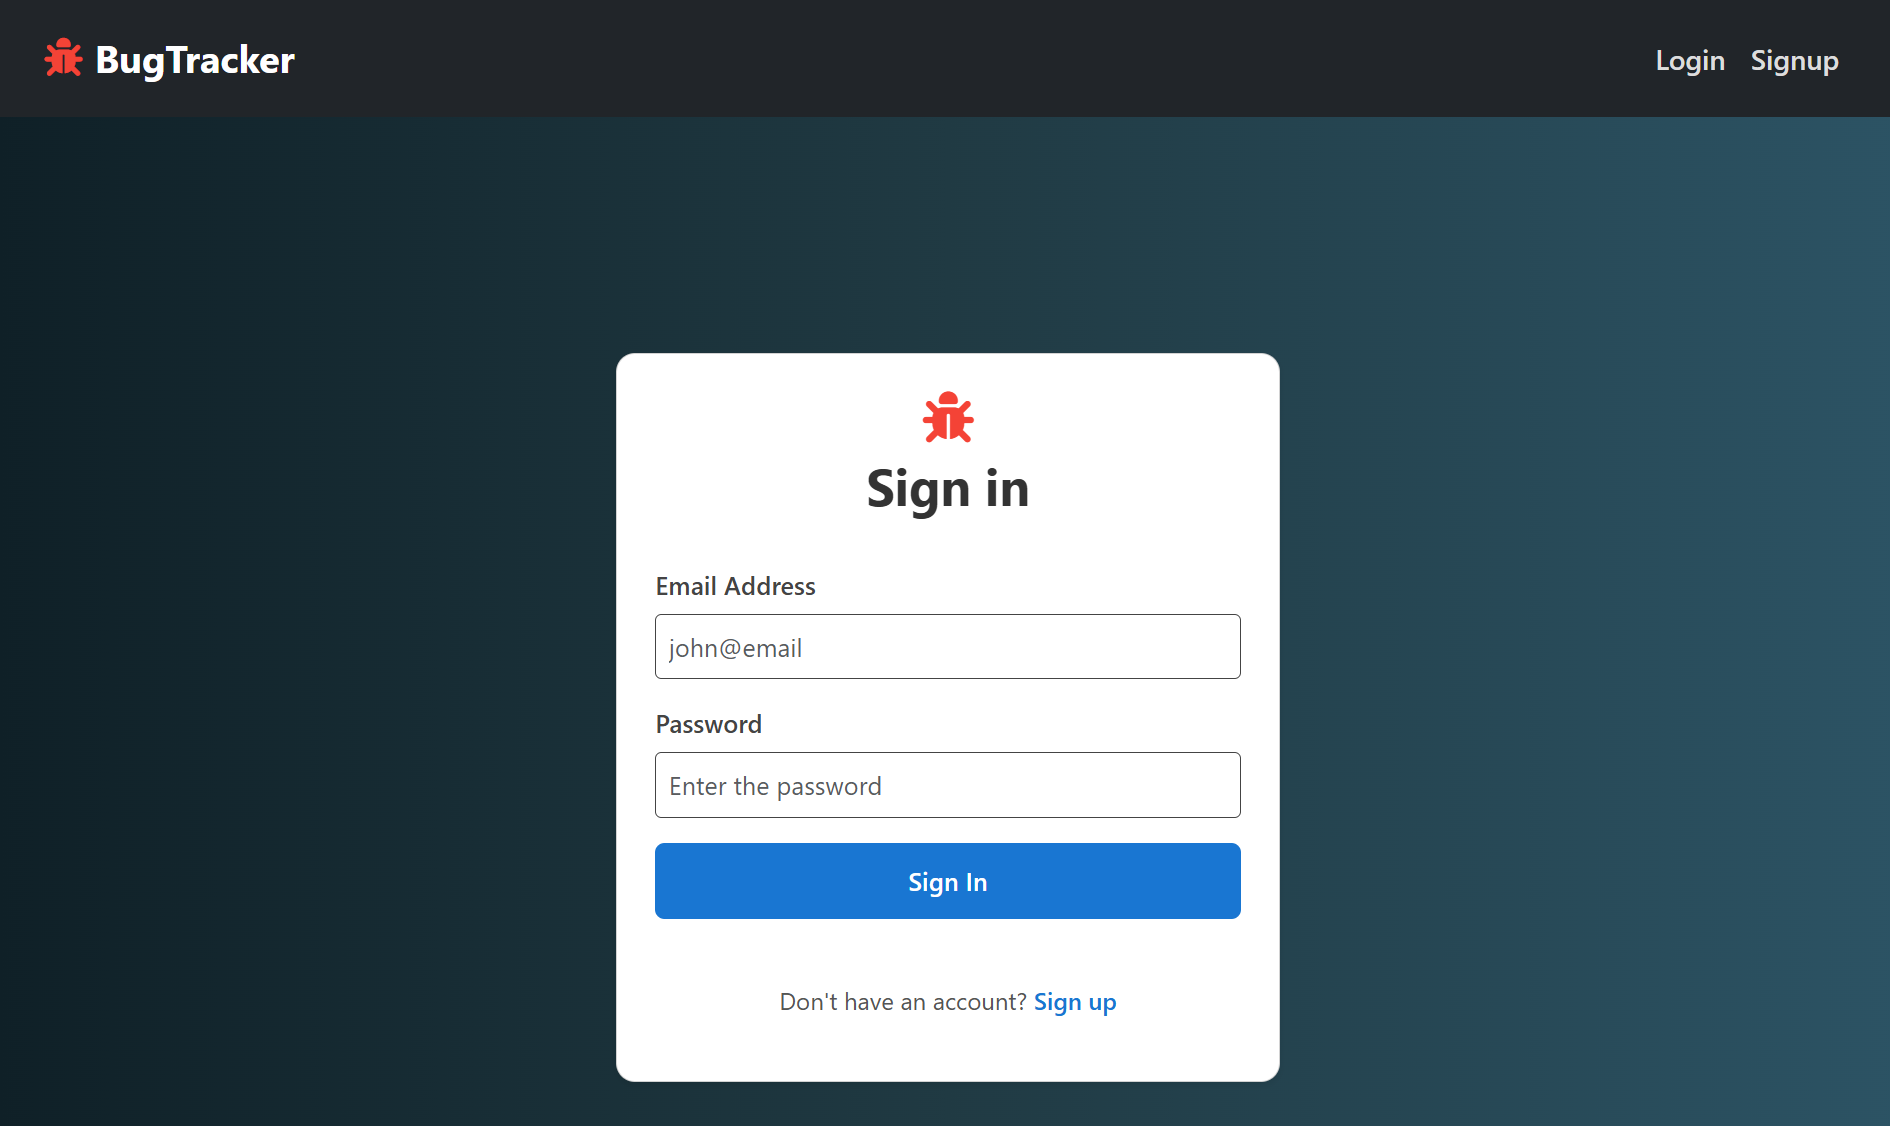 BugTracker
Login Signup
Sign in
Email Address
john@email
Password
Enter the password
Sign In
Don't have an account? Sign up